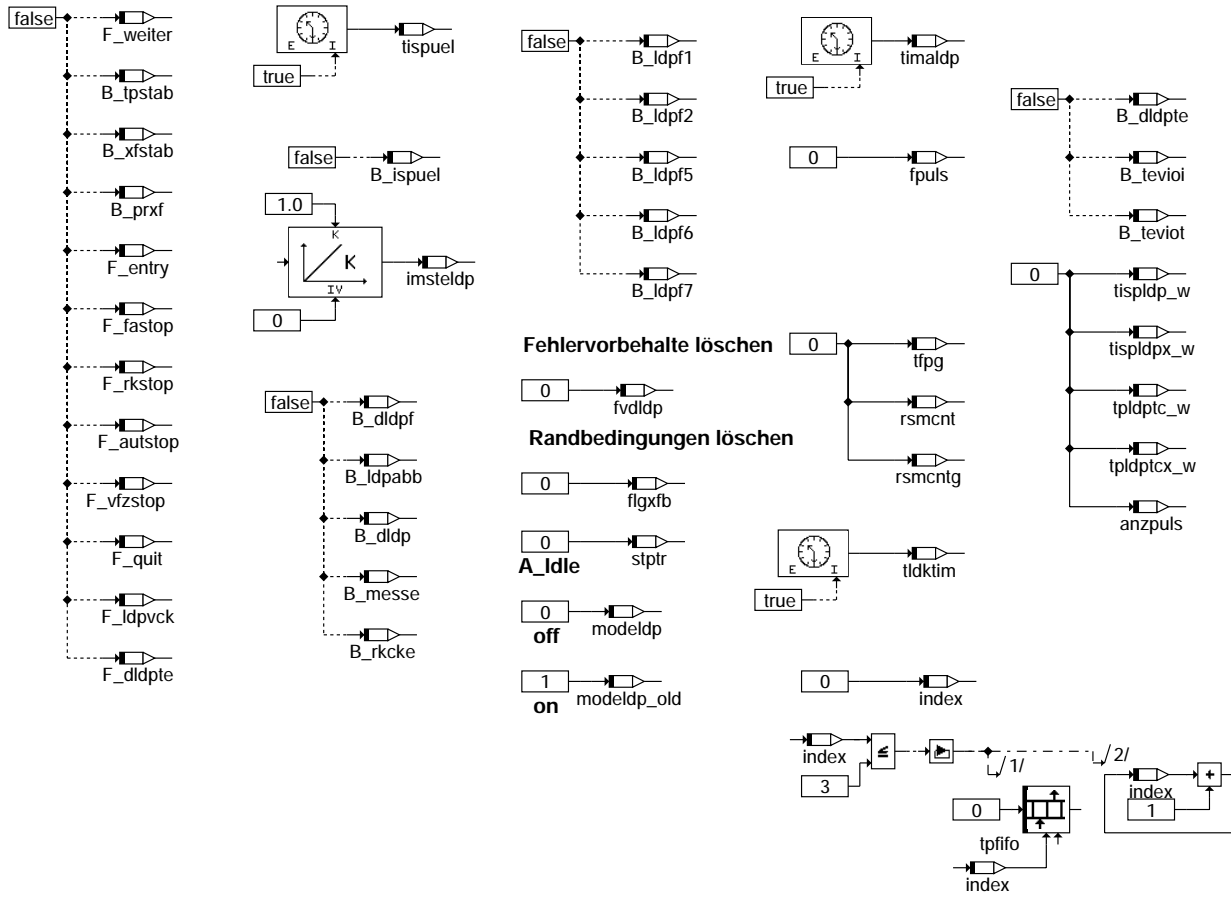 false
F_weiter
B_tpstab
B_xfstab
B_prxf
F_entry
F_fastop
F_rkstop
F_autstop
F_vfzstop
F_quit
F_ldpvck
F_dldpte
E I
tispuel
true
false
B_ispuel
1.0
K
K
IV
imsteldp
0
false
B_dldpf
B_ldpabb
B_dldp
B_messe
B_rkcke
false
B_ldpf1
B_ldpf2
B_ldpf5
B_ldpf6
B_ldpf7
Fehlervorbehalte löschen
0
fvdldp
Randbedingungen löschen
0
flgxfb
0
stptr
A_Idle
0
modeldp
off
1
modeldp_old
on
E I
timaldp
true
0
fpuls
0
tfpg
rsmcnt
rsmcntg
E I
tldktim
true
0
index
false
B_dldpte
B_tevioi
B_teviot
0
tispldp_w
tispldpx_w
tpldptc_w
tpldptcx_w
anzpuls
index
≤
3
/1/
/2/
0
tpfifo
index
index
1
+